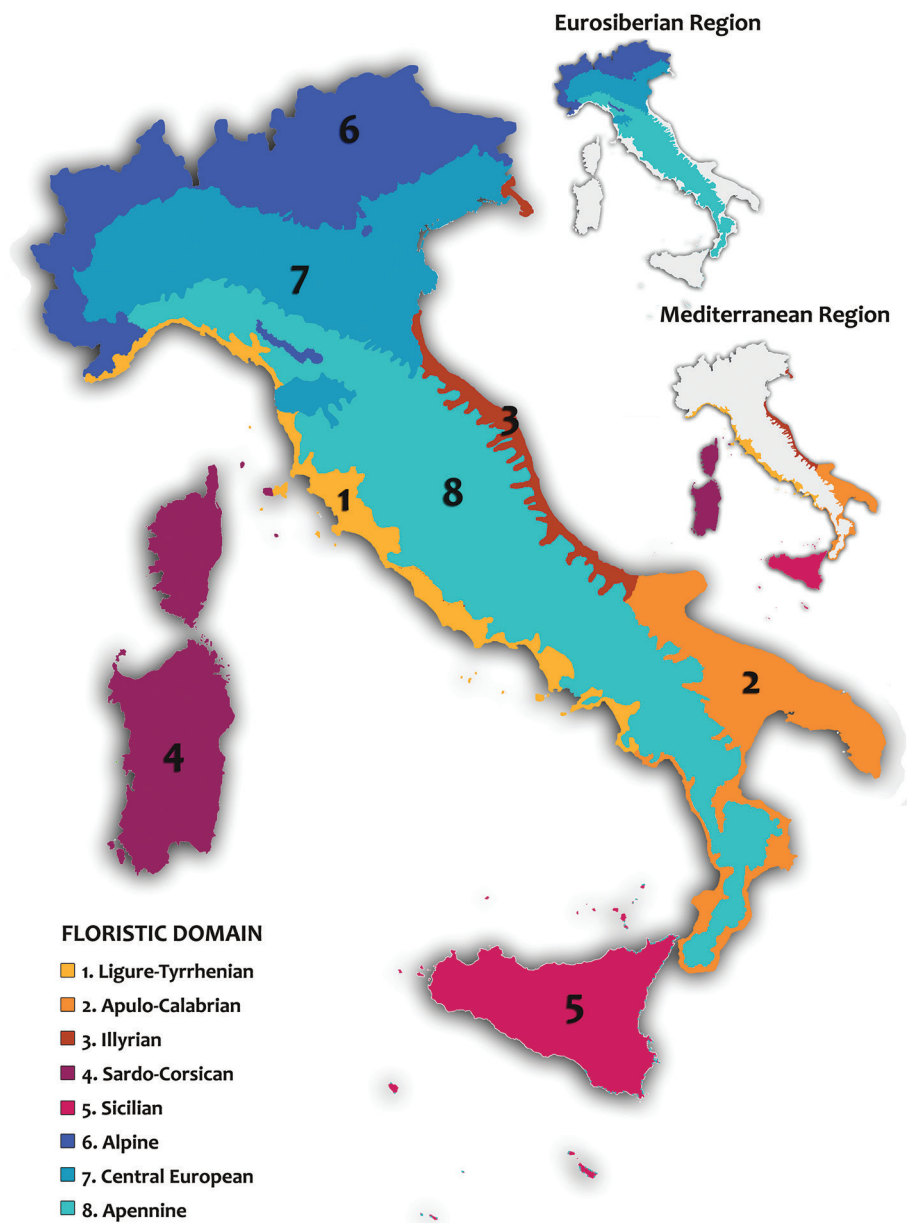 Eurosiberian Region
6
7
Mediterranean Region
3
8
1
2
4
5
FLORISTIC DOMAIN
1. Ligure-Tyrrhenian
2. Apulo-Calabrian
3. Illyrian
4. Sardo-Corsican
5. Sicilian
6. Alpine
7. Central European
8. Apennine